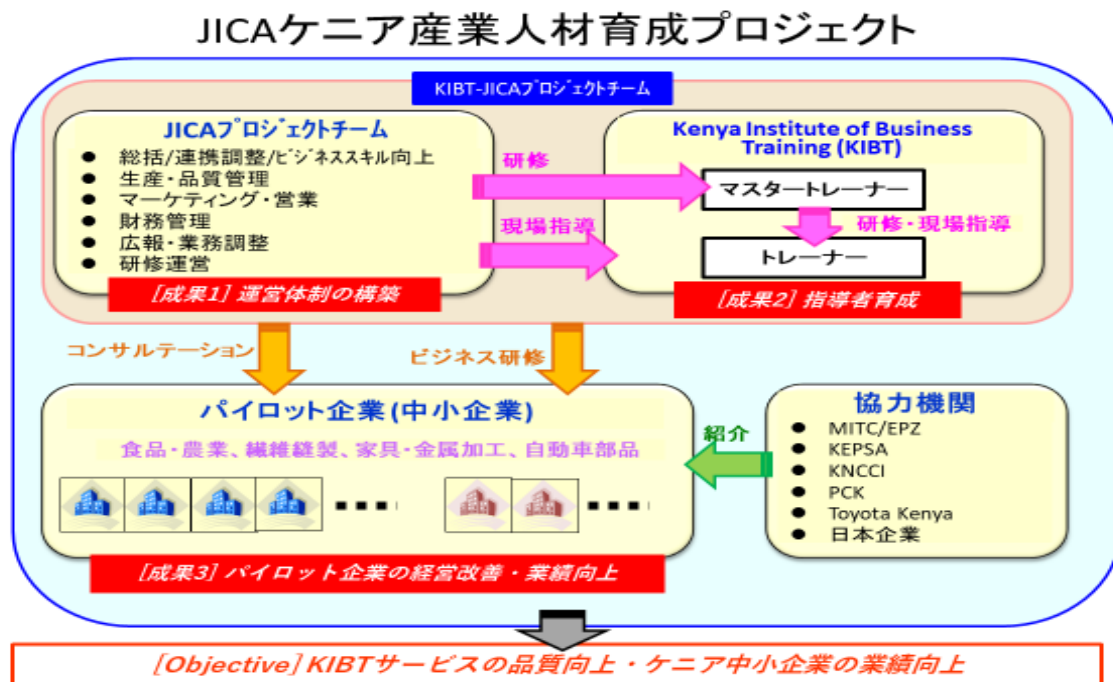 JICAケニア産業人材育成プロジェクト
KIBT-JICAプロジェクトチーム
JICAプロジェクトチーム
● 総括/連携調整/ビジネススキル向上
● 生産・品質管理
● マーケティング・営業
● 財務管理
● 広報・業務調整
● 研修運営
[成果1] 運営体制の構築
研修
現場指導
Kenya Institute of Business
Training (KIBT)
マスタートレーナー
研修・現場指導
トレーナー
[成果2] 指導者育成
コンサルテーション
ビジネス研修
パイロット企業(中小企業)
食品・農業、繊維縫製、家具・金属加工、自動車部品
[成果3] パイロット企業の経営改善・業績向上
紹介
協力機関
● MITC/EPZ
● KEPSA
● KNCCI
● PCK
● Toyota Kenya
● 日本企業
[Objective] KIBTサービスの品質向上・ケニア中小企業の業績向上